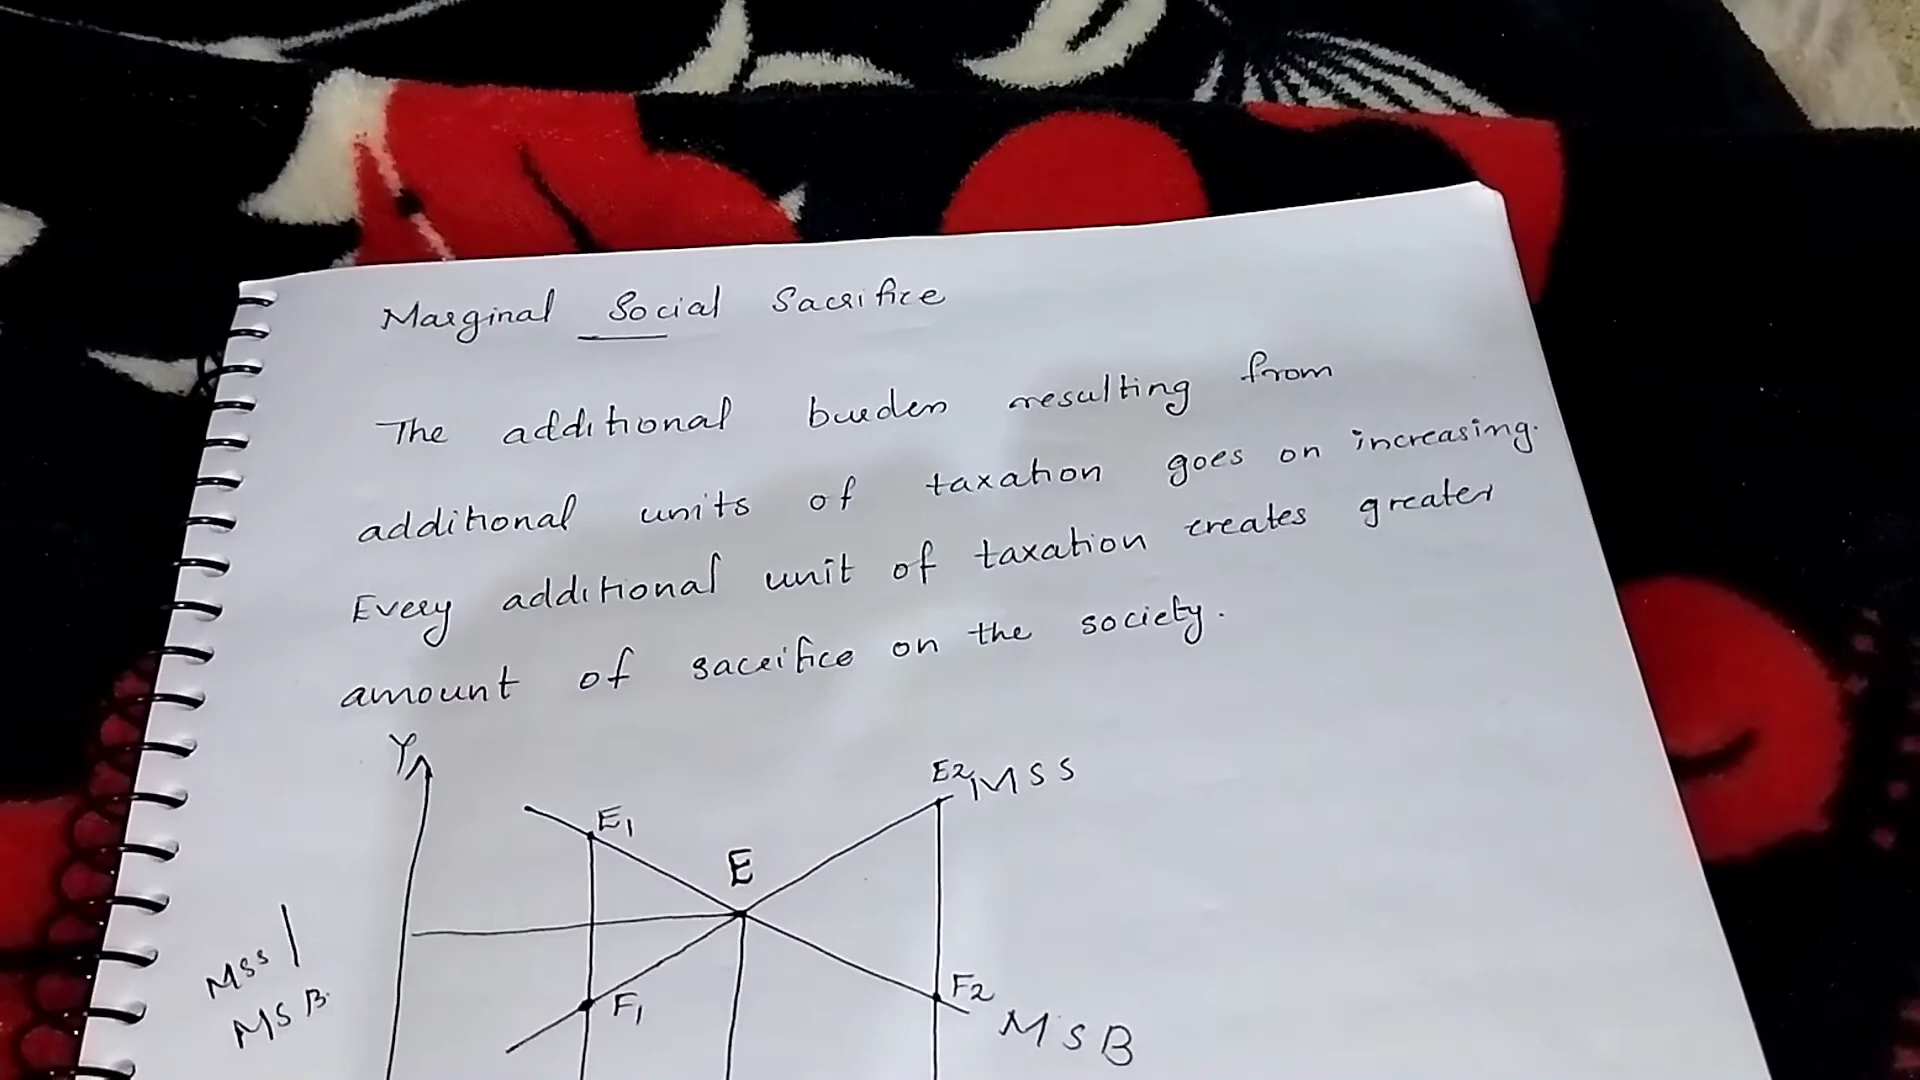 Marginal Social Sacrifice
The additional burden resulting from
additional units of taxation goes on increasing.
Every additional unit of taxation creates greater
amount of sacrifice on the society.
Y
E2 MSS
E1
E
MSS /
MSB
F1
F2
MSB